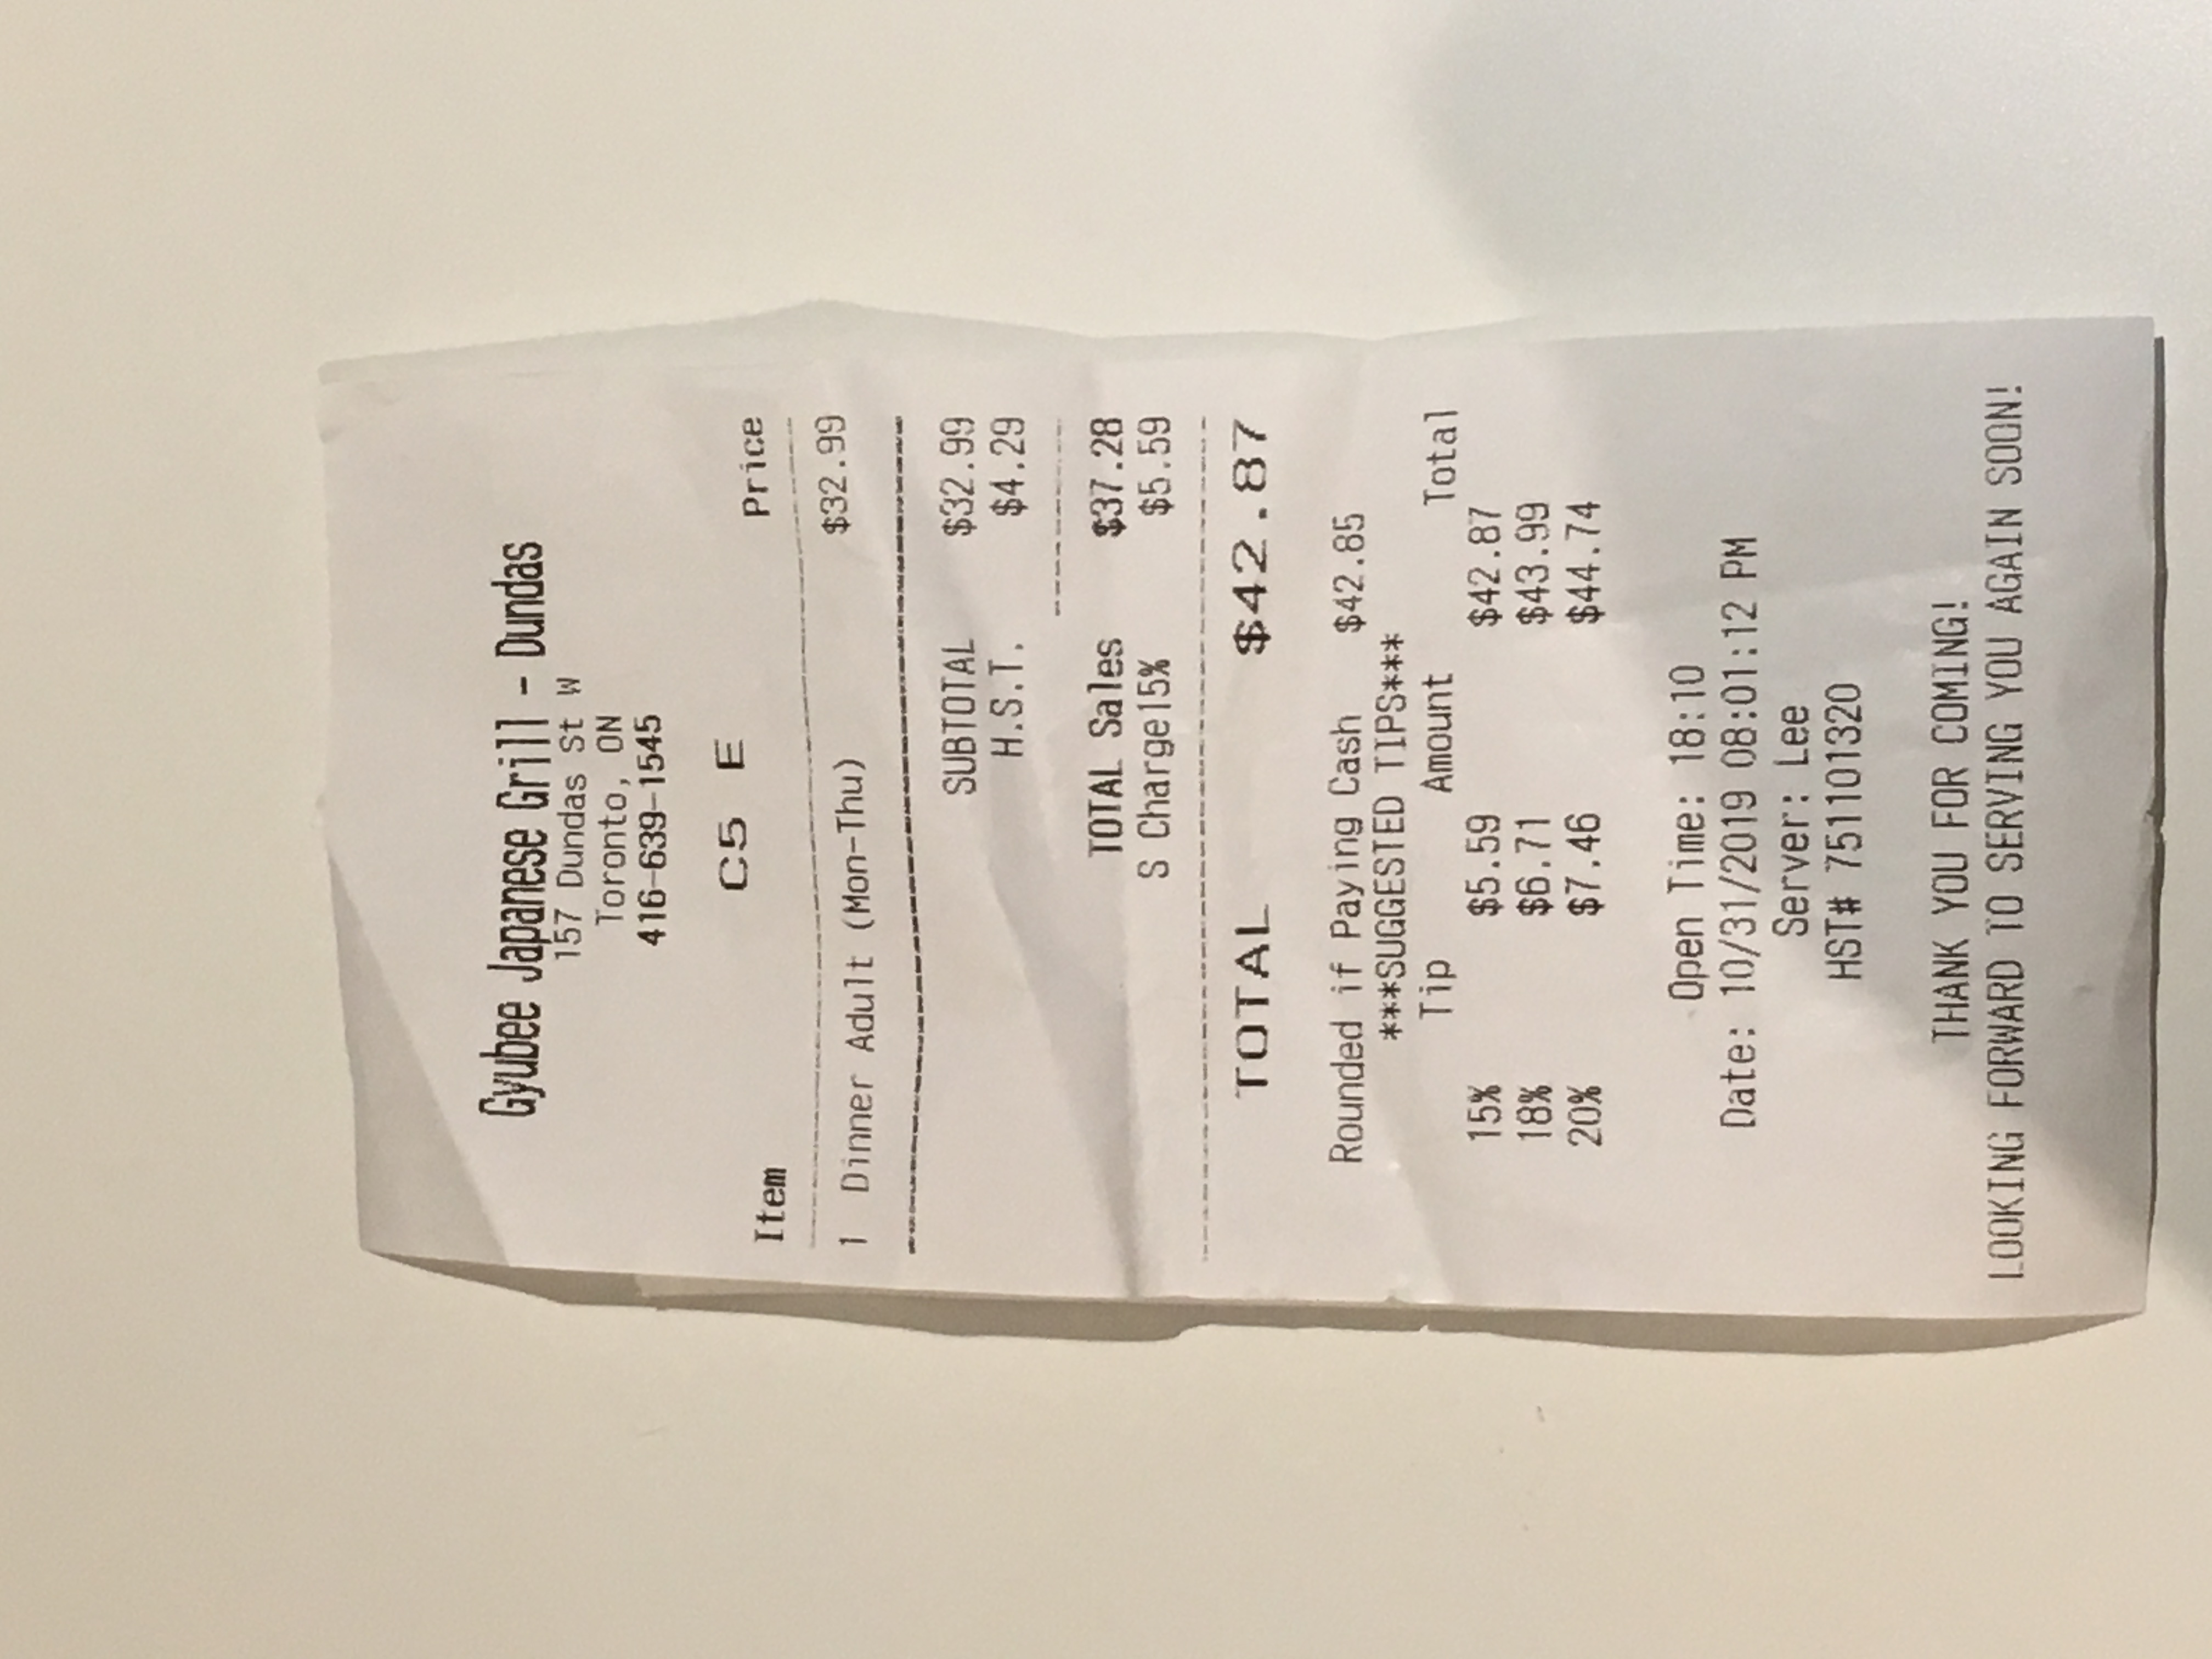 Gyubee Japanese Grill - Dundas
157 Dundas St W
Toronto, ON
416-639-1545
C5 E
Item Price
1 Dinner Adult (Mon-Thu) $32.99
SUBTOTAL $32.99
H.S.T. $4.29
TOTAL Sales $37.28
S Charge15% $5.59
TOTAL $42.87
Rounded if Paying Cash $42.85
***SUGGESTED TIPS***
Tip Amount Total
15% $5.59 $42.87
18% $6.71 $43.99
20% $7.46 $44.74
Open Time: 18:10
Date: 10/31/2019 08:01:12 PM
Server: Lee
HST# 751101320
THANK YOU FOR COMING!
LOOKING FORWARD TO SERVING YOU AGAIN SOON!